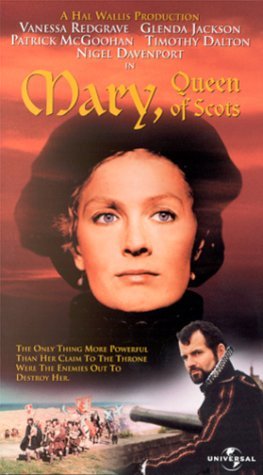 A HAL WALLIS PRODUCTION
VANESSA REDGRAVE GLENDA JACKSON
PATRICK McGOOHAN TIMOTHY DALTON
NIGEL DAVENPORT
IN
Mary, Queen
of Scots
THE ONLY THING MORE POWERFUL
THAN HER CLAIM TO THE THRONE
WERE THE ENEMIES OUT TO
DESTROY HER.
UNIVERSAL